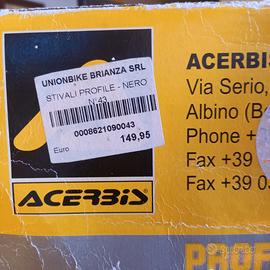 UNIONBIKE BRIANZA SRL
STIVALI PROFILE - NERO
N°43
0008621090043
Euro
149,95
ACERBIS
ACERBIS
Via Serio,
Albino (B
Phone +
Fax +39
Fax +39 0
PROF